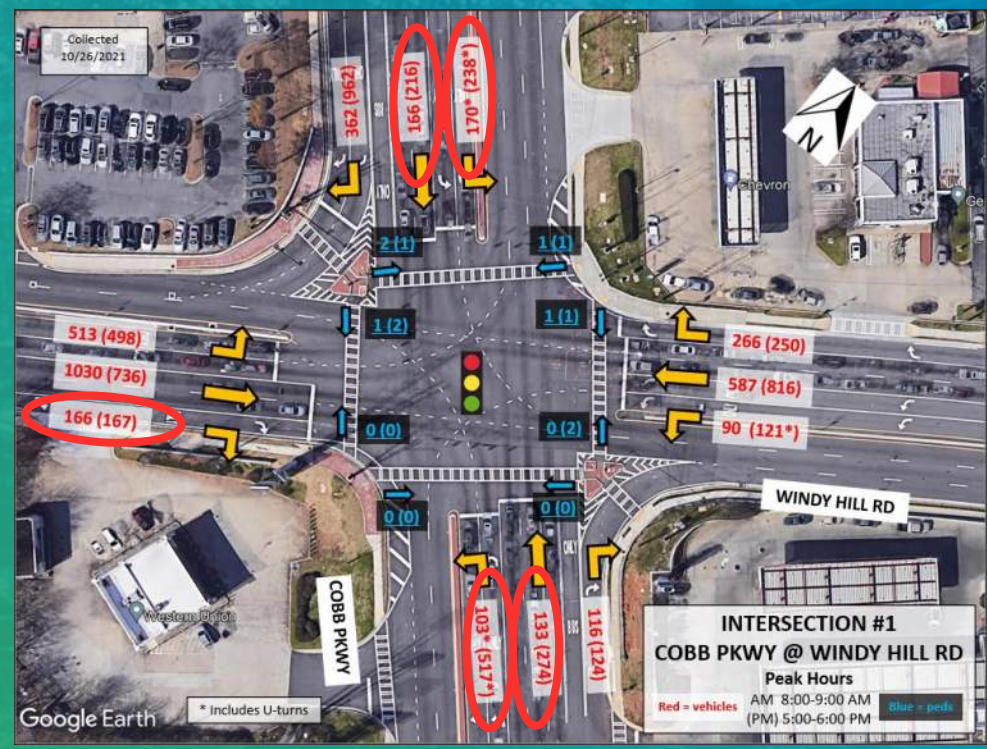 Collected
10/26/2021
362 (962)
166 (216)
170* (238*)
N
Chevron
Ge
ONLY
2 (1)
1 (1)
1 (2)
1 (1)
513 (498)
1030 (736)
166 (167)
266 (250)
587 (816)
90 (121*)
0 (0)
0 (2)
0 (0)
0 (0)
WINDY HILL RD
COBB PKWY
Western Union
ONLY
BUS
103* (517*)
133 (274)
116 (124)
INTERSECTION #1
COBB PKWY @ WINDY HILL RD
Peak Hours
Red = vehicles
AM 8:00-9:00 AM
(PM) 5:00-6:00 PM
Blue = peds
Google Earth
* Includes U-turns